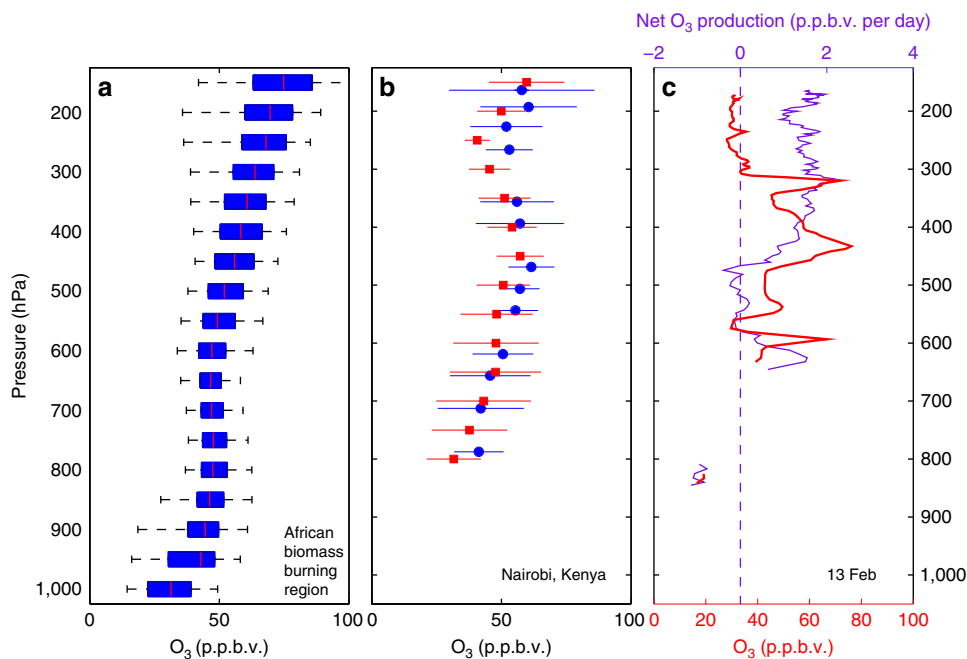 Net O3 production (p.p.b.v. per day)
−2 0 2 4
a
b
c
200
300
400
500
600
700
800
900
1,000
Pressure (hPa)
African
biomass
burning
region
Nairobi, Kenya
13 Feb
200
300
400
500
600
700
800
900
1,000
0 50 100
0 50 100
0 20 40 60 80 100
O3 (p.p.b.v.)
O3 (p.p.b.v.)
O3 (p.p.b.v.)